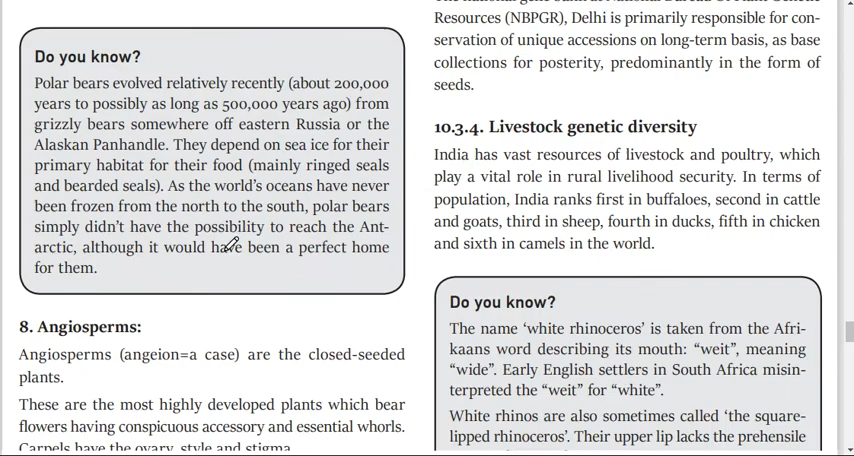 Do you know?
Polar bears evolved relatively recently (about 200,000
years to possibly as long as 500,000 years ago) from
grizzly bears somewhere off eastern Russia or the
Alaskan Panhandle. They depend on sea ice for their
primary habitat for their food (mainly ringed seals
and bearded seals). As the world's oceans have never
been frozen from the north to the south, polar bears
simply didn't have the possibility to reach the Ant-
arctic, although it would have been a perfect home
for them.
8. Angiosperms:
Angiosperms (angeion=a case) are the closed-seeded
plants.
These are the most highly developed plants which bear
flowers having conspicuous accessory and essential whorls.
Carpels have the ovary, style and stigma
Resources (NBPGR), Delhi is primarily responsible for con-
servation of unique accessions on long-term basis, as base
collections for posterity, predominantly in the form of
seeds.
10.3.4. Livestock genetic diversity
India has vast resources of livestock and poultry, which
play a vital role in rural livelihood security. In terms of
population, India ranks first in buffaloes, second in cattle
and goats, third in sheep, fourth in ducks, fifth in chicken
and sixth in camels in the world.
Do you know?
The name 'white rhinoceros' is taken from the Afri-
kaans word describing its mouth: "weit", meaning
"wide". Early English settlers in South Africa misin-
terpreted the "weit" for "white".
White rhinos are also sometimes called 'the square-
lipped rhinoceros'. Their upper lip lacks the prehensile